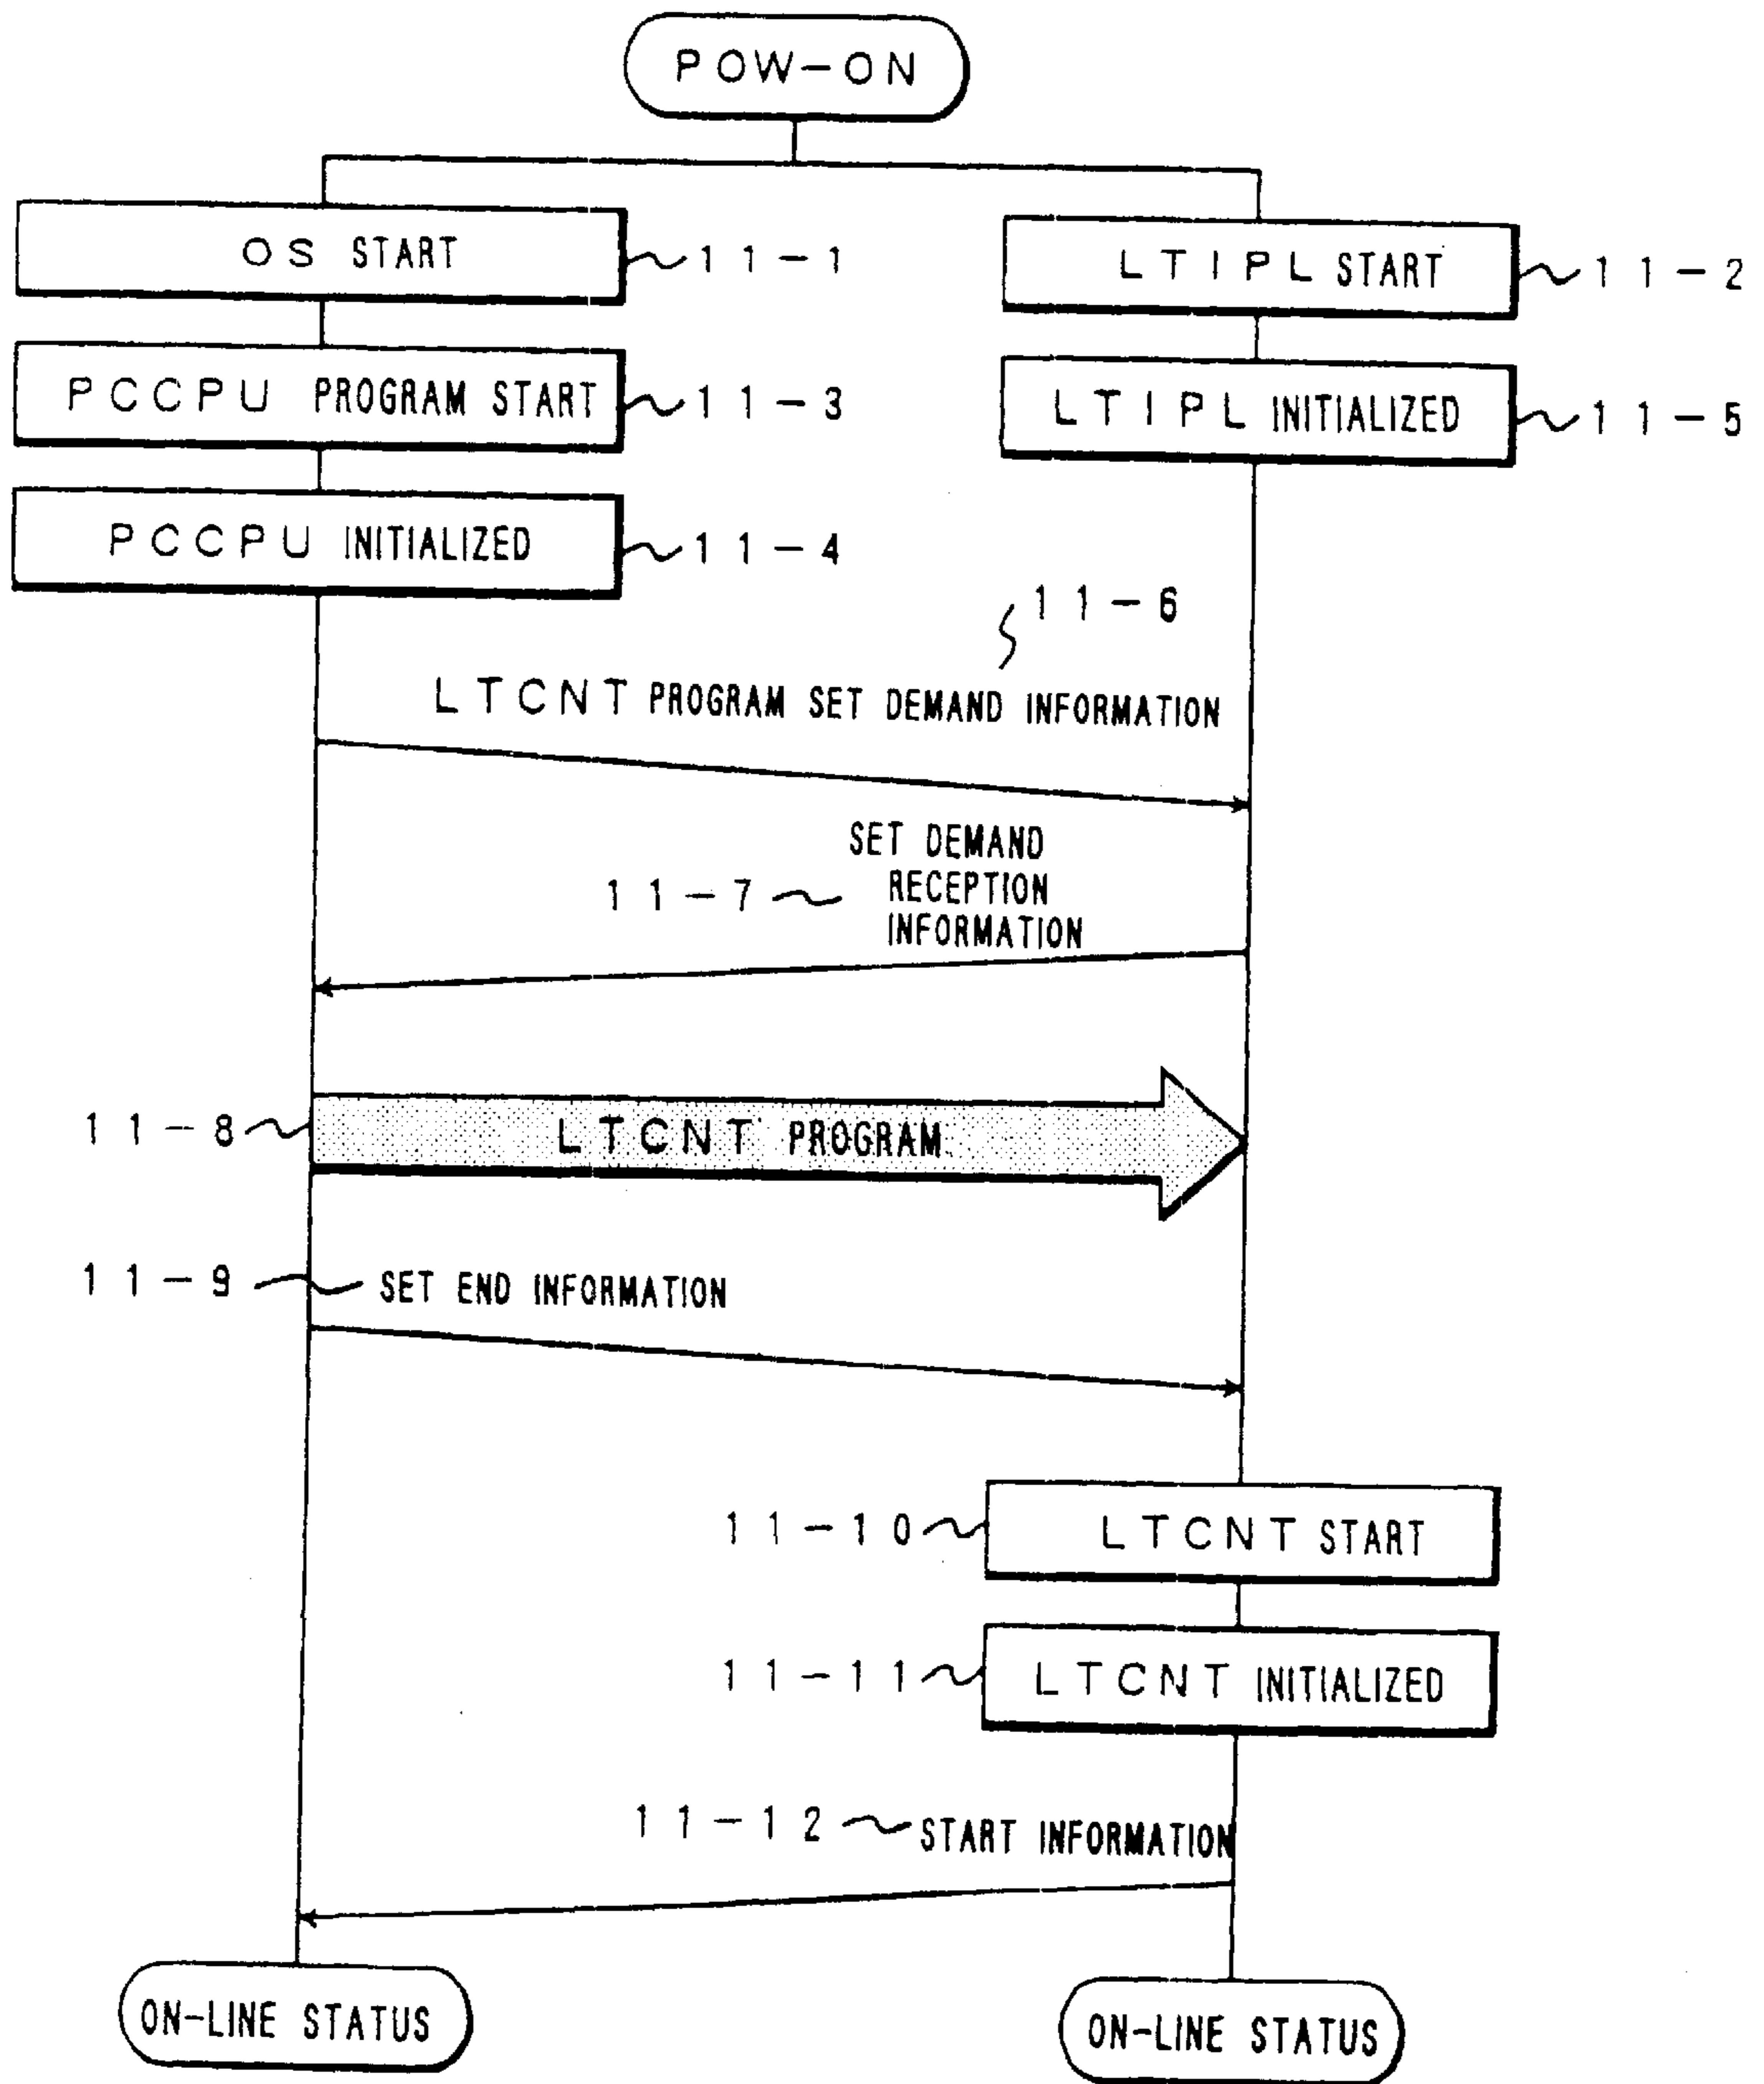 POW-ON
OS START
11-1
LTIPL START
11-2
PCCPU PROGRAM START
11-3
LTIPL INITIALIZED
11-5
PCCPU INITIALIZED
11-4
11-6
LTCNT PROGRAM SET DEMAND INFORMATION
SET DEMAND
RECEPTION
INFORMATION
11-7
11-8
LTCNT PROGRAM
11-9
SET END INFORMATION
11-10
LTCNT START
11-11
LTCNT INITIALIZED
11-12
START INFORMATION
ON-LINE STATUS
ON-LINE STATUS